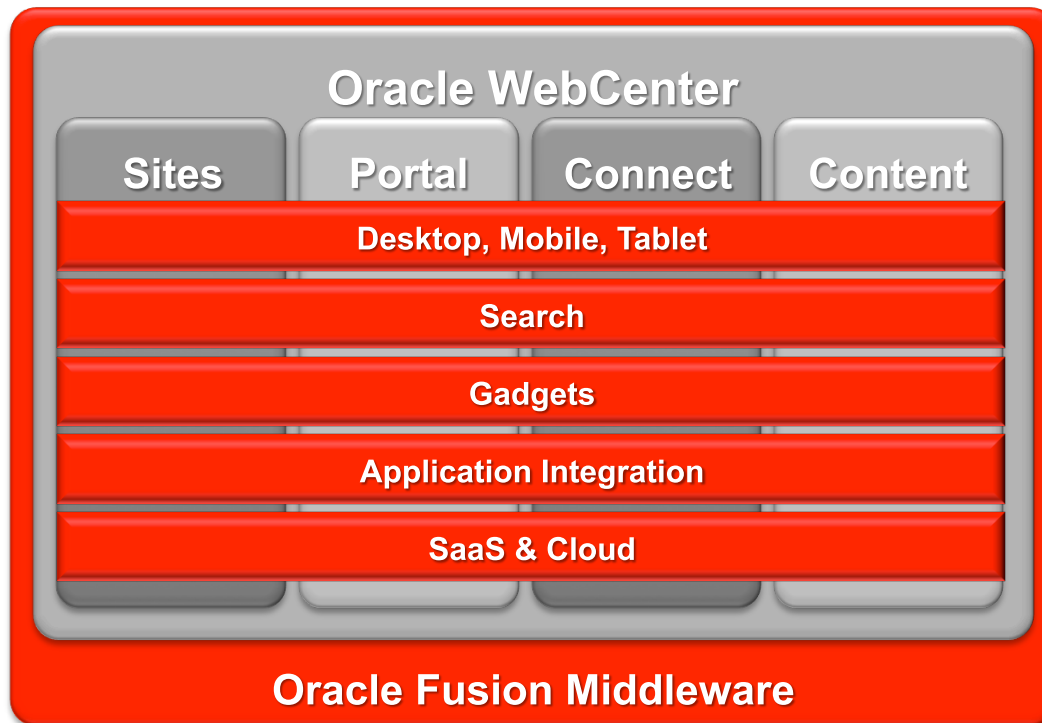 Oracle WebCenter
Sites Portal Connect Content
Desktop, Mobile, Tablet
Search
Gadgets
Application Integration
SaaS & Cloud
Oracle Fusion Middleware